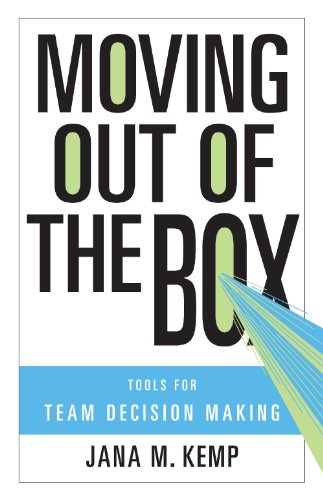 MOVING
OUT OF
THE BOX
TOOLS FOR
TEAM DECISION MAKING
JANA M. KEMP